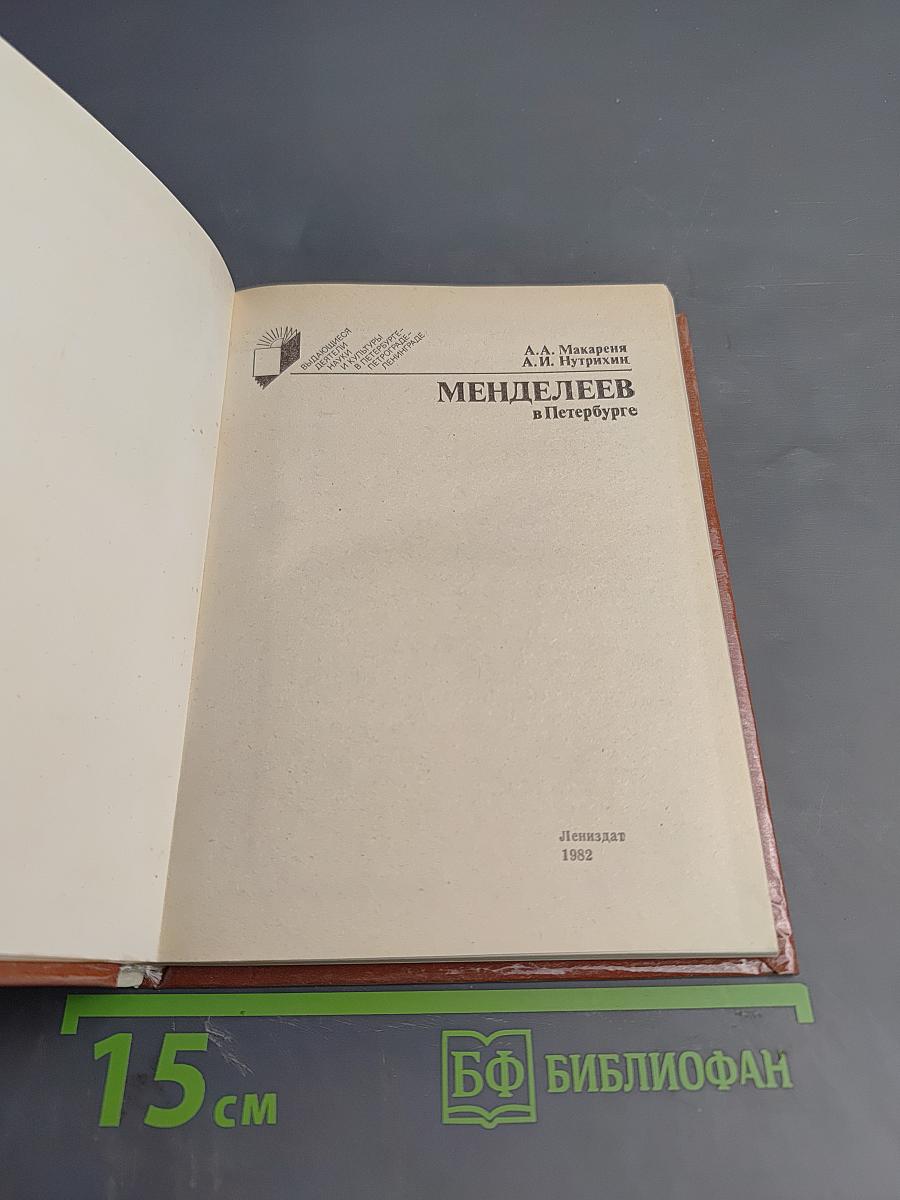 ВЫДАЮЩИЕСЯ
ДЕЯТЕЛИ
НАУКИ
И КУЛЬТУРЫ
В ПЕТЕРБУРГЕ–
ПЕТРОГРАДЕ–
ЛЕНИНГРАДЕ
А. А. Макареня
А. И. Нутрихин
МЕНДЕЛЕЕВ
в Петербурге
Лениздат
1982
15 см
БФ БИБЛИОФАН